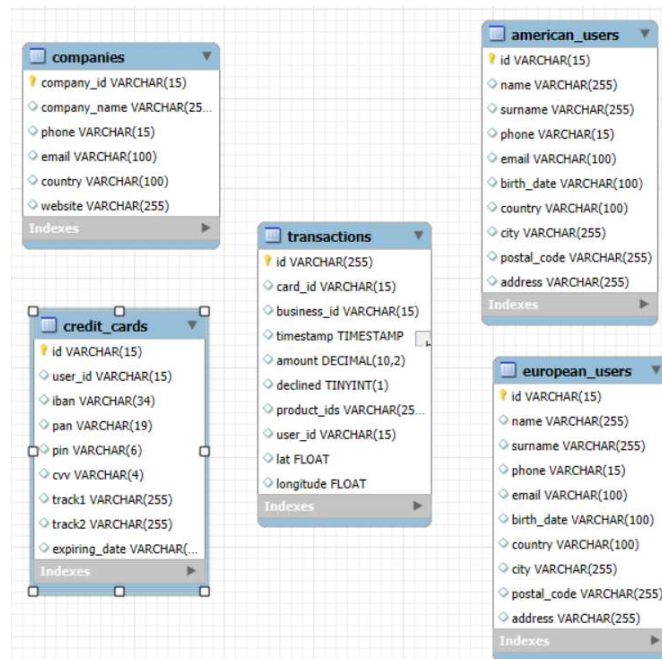 companies
company_id VARCHAR(15)
company_name VARCHAR(25...
phone VARCHAR(15)
email VARCHAR(100)
country VARCHAR(100)
website VARCHAR(255)
Indexes
credit_cards
id VARCHAR(15)
user_id VARCHAR(15)
iban VARCHAR(34)
pan VARCHAR(19)
pin VARCHAR(6)
cvv VARCHAR(4)
track1 VARCHAR(255)
track2 VARCHAR(255)
expiring_date VARCHAR(...
Indexes
transactions
id VARCHAR(255)
card_id VARCHAR(15)
business_id VARCHAR(15)
timestamp TIMESTAMP
amount DECIMAL(10,2)
declined TINYINT(1)
product_ids VARCHAR(25...
user_id VARCHAR(15)
lat FLOAT
longitude FLOAT
Indexes
american_users
id VARCHAR(15)
name VARCHAR(255)
surname VARCHAR(255)
phone VARCHAR(15)
email VARCHAR(100)
birth_date VARCHAR(100)
country VARCHAR(100)
city VARCHAR(255)
postal_code VARCHAR(255)
address VARCHAR(255)
Indexes
european_users
id VARCHAR(15)
name VARCHAR(255)
surname VARCHAR(255)
phone VARCHAR(15)
email VARCHAR(100)
birth_date VARCHAR(100)
country VARCHAR(100)
city VARCHAR(255)
postal_code VARCHAR(255)
address VARCHAR(255)
Indexes